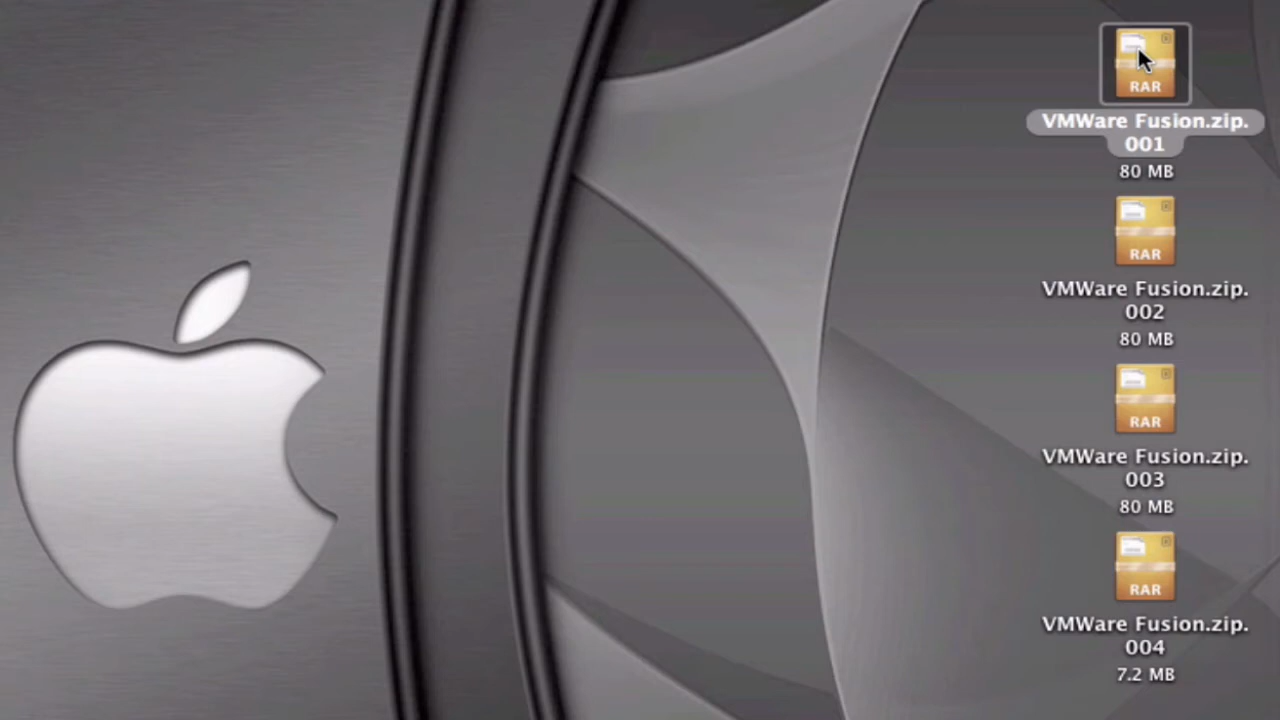 RAR
VMWare Fusion.zip.
001
80 MB
RAR
VMWare Fusion.zip.
002
80 MB
RAR
VMWare Fusion.zip.
003
80 MB
RAR
VMWare Fusion.zip.
004
7.2 MB